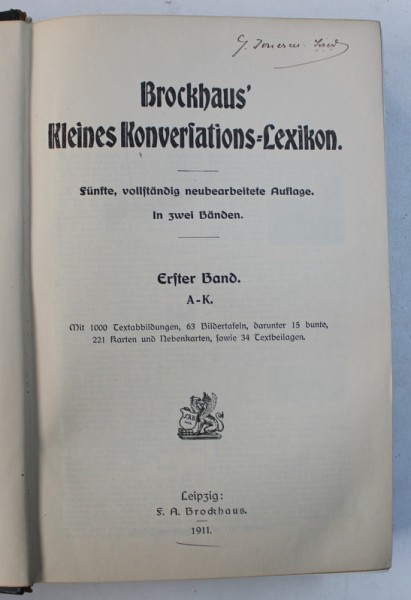 Brockhaus'
Kleines Konversations=Lexikon.
Fünfte, vollständig neubearbeitete Auflage.
In zwei Bänden.
Erster Band.
A-K.
Mit 1000 Textabbildungen, 63 Bildertafeln, darunter 15 bunte,
221 Karten und Nebenkarten, sowie 34 Textbeilagen.
Leipzig:
F. A. Brockhaus.
1911.